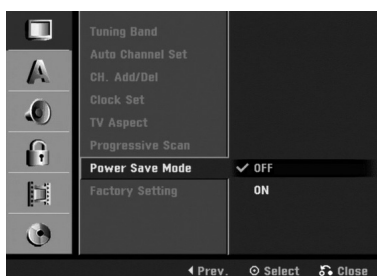 Tuning Band
Auto Channel Set
CH. Add/Del
Clock Set
TV Aspect
Progressive Scan
Power Save Mode ✓ OFF
Factory Setting ON
Prev. Select Close